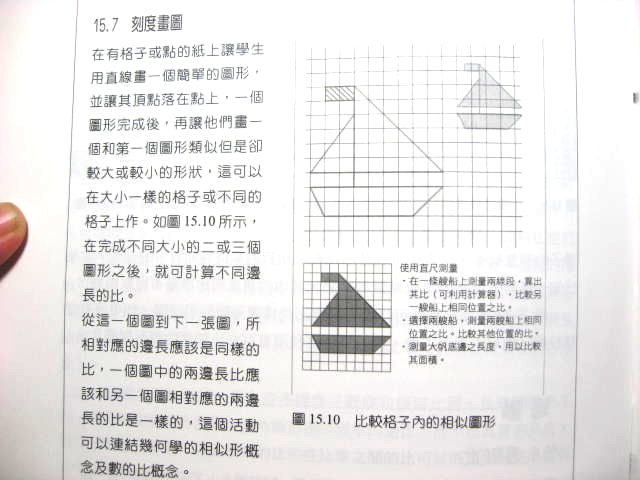 15.7 刻度畫圖
在有格子或點的紙上讓學生
用直線畫一個簡單的圖形，
並讓其頂點落在點上，一個
圖形完成後，再讓他們畫一
個和第一個圖形類似但是卻
較大或較小的形狀，這可以
在大小一樣的格子或不同的
格子上作。如圖 15.10 所示，
在完成不同大小的二或三個
圖形之後，就可計算不同邊
長的比。
從這一個圖到下一張圖，所
相對應的邊長應該是同樣的
比，一個圖中的兩邊長比應
該和另一個圖相對應的兩邊
長的比是一樣的，這個活動
可以連結幾何學的相似形概
念及數的比概念。
使用直尺測量
·在一條艘船上測量兩線段，算出
其比（可利用計算器），比較另
一艘船上相同位置之比。
·選擇兩艘船，測量兩艘船上相同
位置之比。比較其他位置的比。
·測量大帆底邊之長度、用以比較
其面積。
圖 15.10 比較格子內的相似圖形